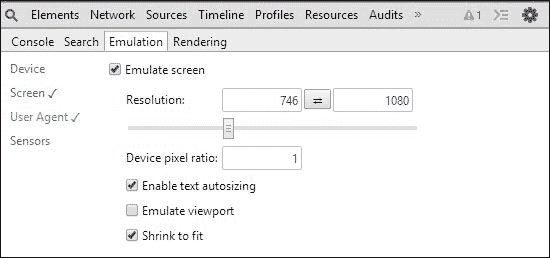 Elements Network Sources Timeline Profiles Resources Audits » 1
Console Search Emulation Rendering
Device
Emulate screen
Screen ✓
Resolution: 746 ⇄ 1080
User Agent ✓
Sensors
Device pixel ratio: 1
Enable text autosizing
Emulate viewport
Shrink to fit